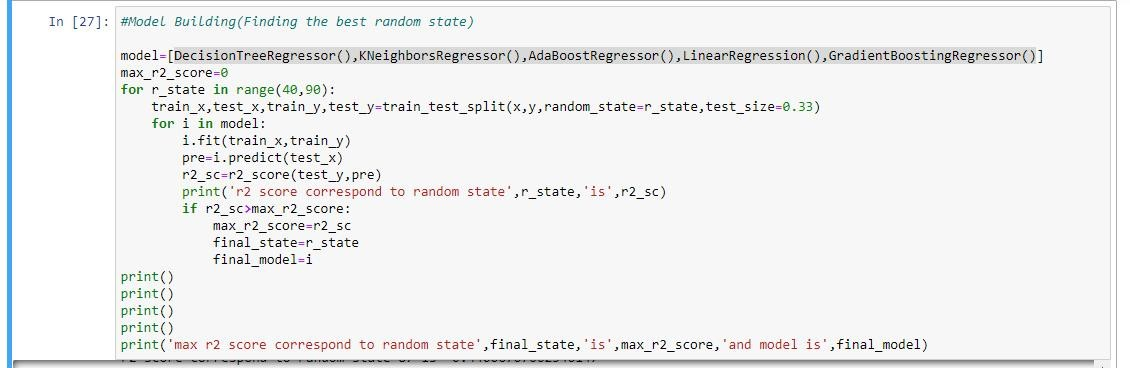 In [27]: #Model Building(Finding the best random state)
model=[DecisionTreeRegressor(),KNeighborsRegressor(),AdaBoostRegressor(),LinearRegression(),GradientBoostingRegressor()]
max_r2_score=0
for r_state in range(40,90):
    train_x,test_x,train_y,test_y=train_test_split(x,y,random_state=r_state,test_size=0.33)
    for i in model:
        i.fit(train_x,train_y)
        pre=i.predict(test_x)
        r2_sc=r2_score(test_y,pre)
        print('r2 score correspond to random state',r_state,'is',r2_sc)
        if r2_sc>max_r2_score:
            max_r2_score=r2_sc
            final_state=r_state
            final_model=i
print()
print()
print()
print()
print('max r2 score correspond to random state',final_state,'is',max_r2_score,'and model is',final_model)